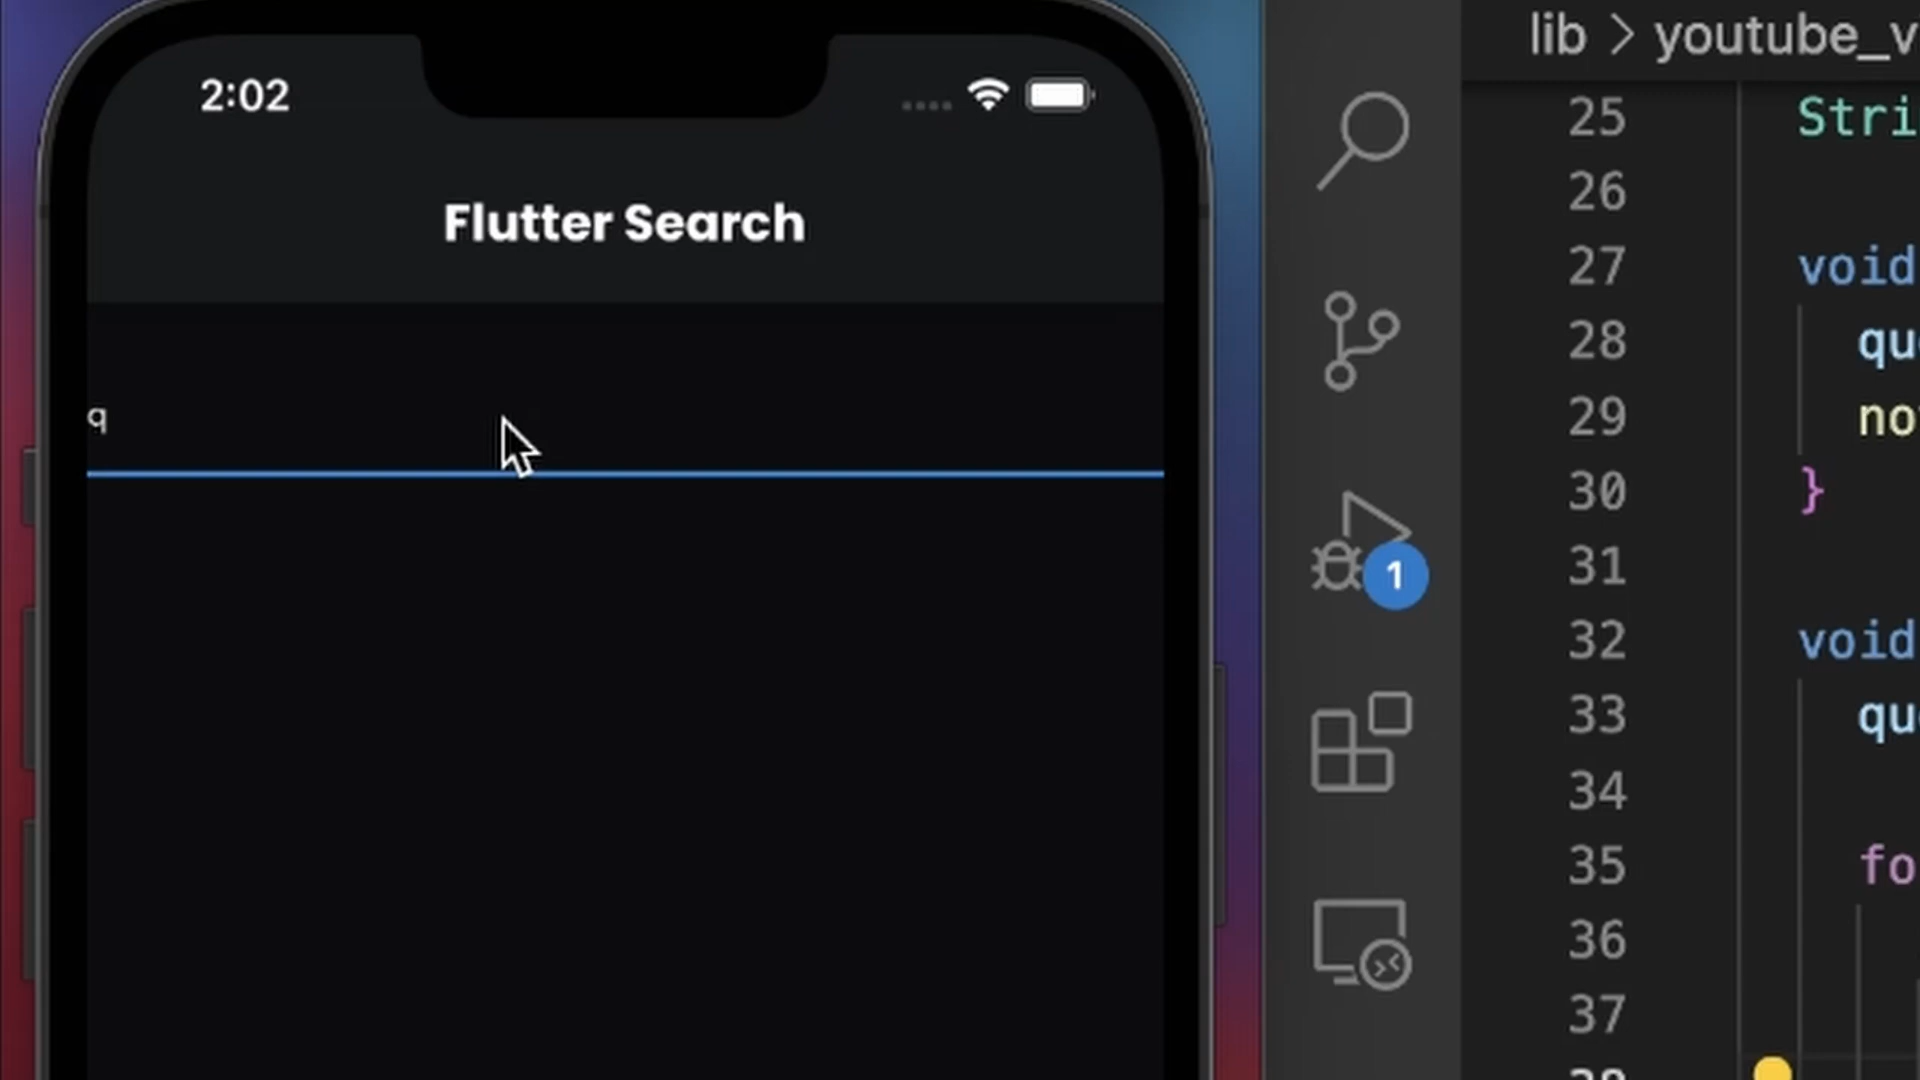 2:02
Flutter Search
q
1
lib > youtube_v
25 Stri
26
27 void
28 qu
29 no
30 }
31
32 void
33 qu
34
35 fo
36
37